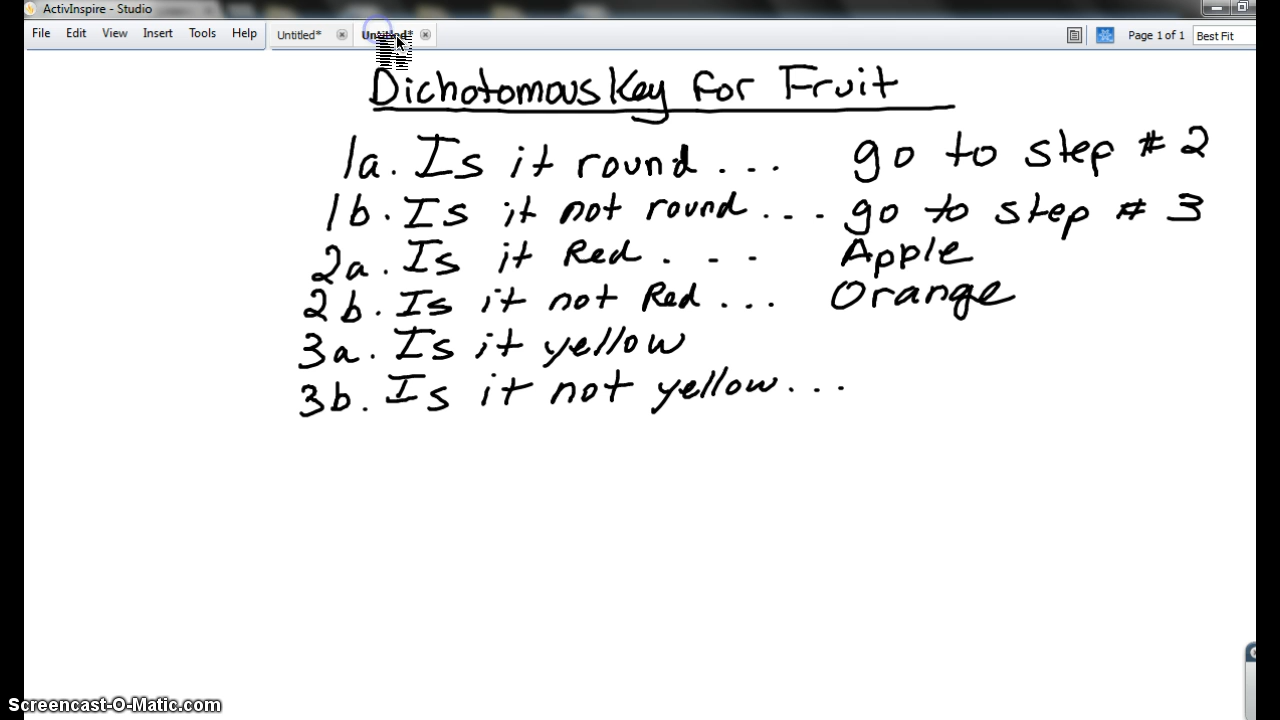 ActivInspire - Studio
File Edit View Insert Tools Help Untitled* Untitled* Page 1 of 1 Best Fit
Dichotomous Key for Fruit
1a. Is it round ... go to step # 2
1b. Is it not round ... go to step # 3
2a. Is it Red ... Apple
2b. Is it not Red ... Orange
3a. Is it yellow
3b. Is it not yellow ...
Screencast-O-Matic.com